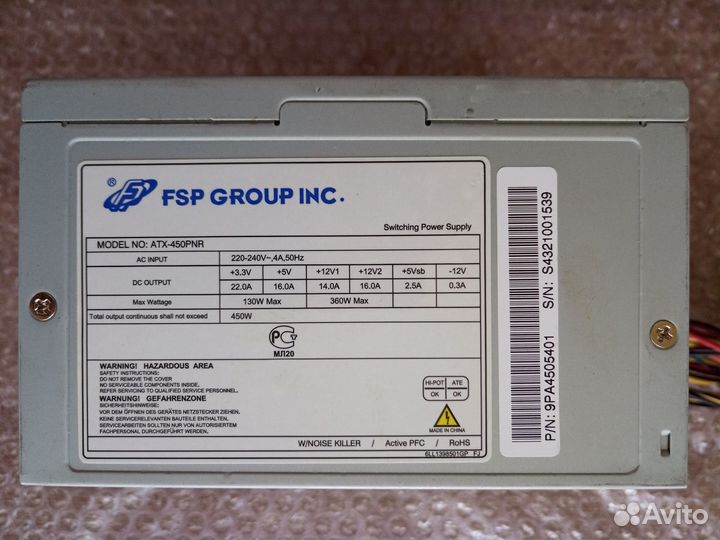 ® FSP GROUP INC.
Switching Power Supply
MODEL NO: ATX-450PNR
AC INPUT 220-240V~,4A,50Hz
DC OUTPUT +3.3V +5V +12V1 +12V2 +5Vsb -12V
22.0A 16.0A 14.0A 16.0A 2.5A 0.3A
Max Wattage 130W Max 360W Max
Total output continuous shall not exceed 450W
РС
МЛ20
WARNING! HAZARDOUS AREA
SAFETY INSTRUCTIONS:
DO NOT REMOVE THE COVER
NO SERVICEABLE COMPONENTS INSIDE.
REFER SERVICING TO QUALIFIED SERVICE PERSONNEL.
WARNUNG! GEFAHRENZONE
SICHERHEITSHINWEISE:
VOR DEM ÖFFNEN DES GERÄTES NETZSTECKER ZIEHEN.
KEINE SERVICERELEVANTEN BAUTEILE ENTHALTEN.
SERVICEARBEITEN SOLLEN NUR VON AUTORISIERTEM
FACHPERSONAL DURCHGEFÜHRT WERDEN.
HI-POT ATE
OK OK
MADE IN CHINA
W/NOISE KILLER / Active PFC / RoHS
6LL1398501GP FJ
P/N: 9PA4505401 S/N: S4321001539
Avito